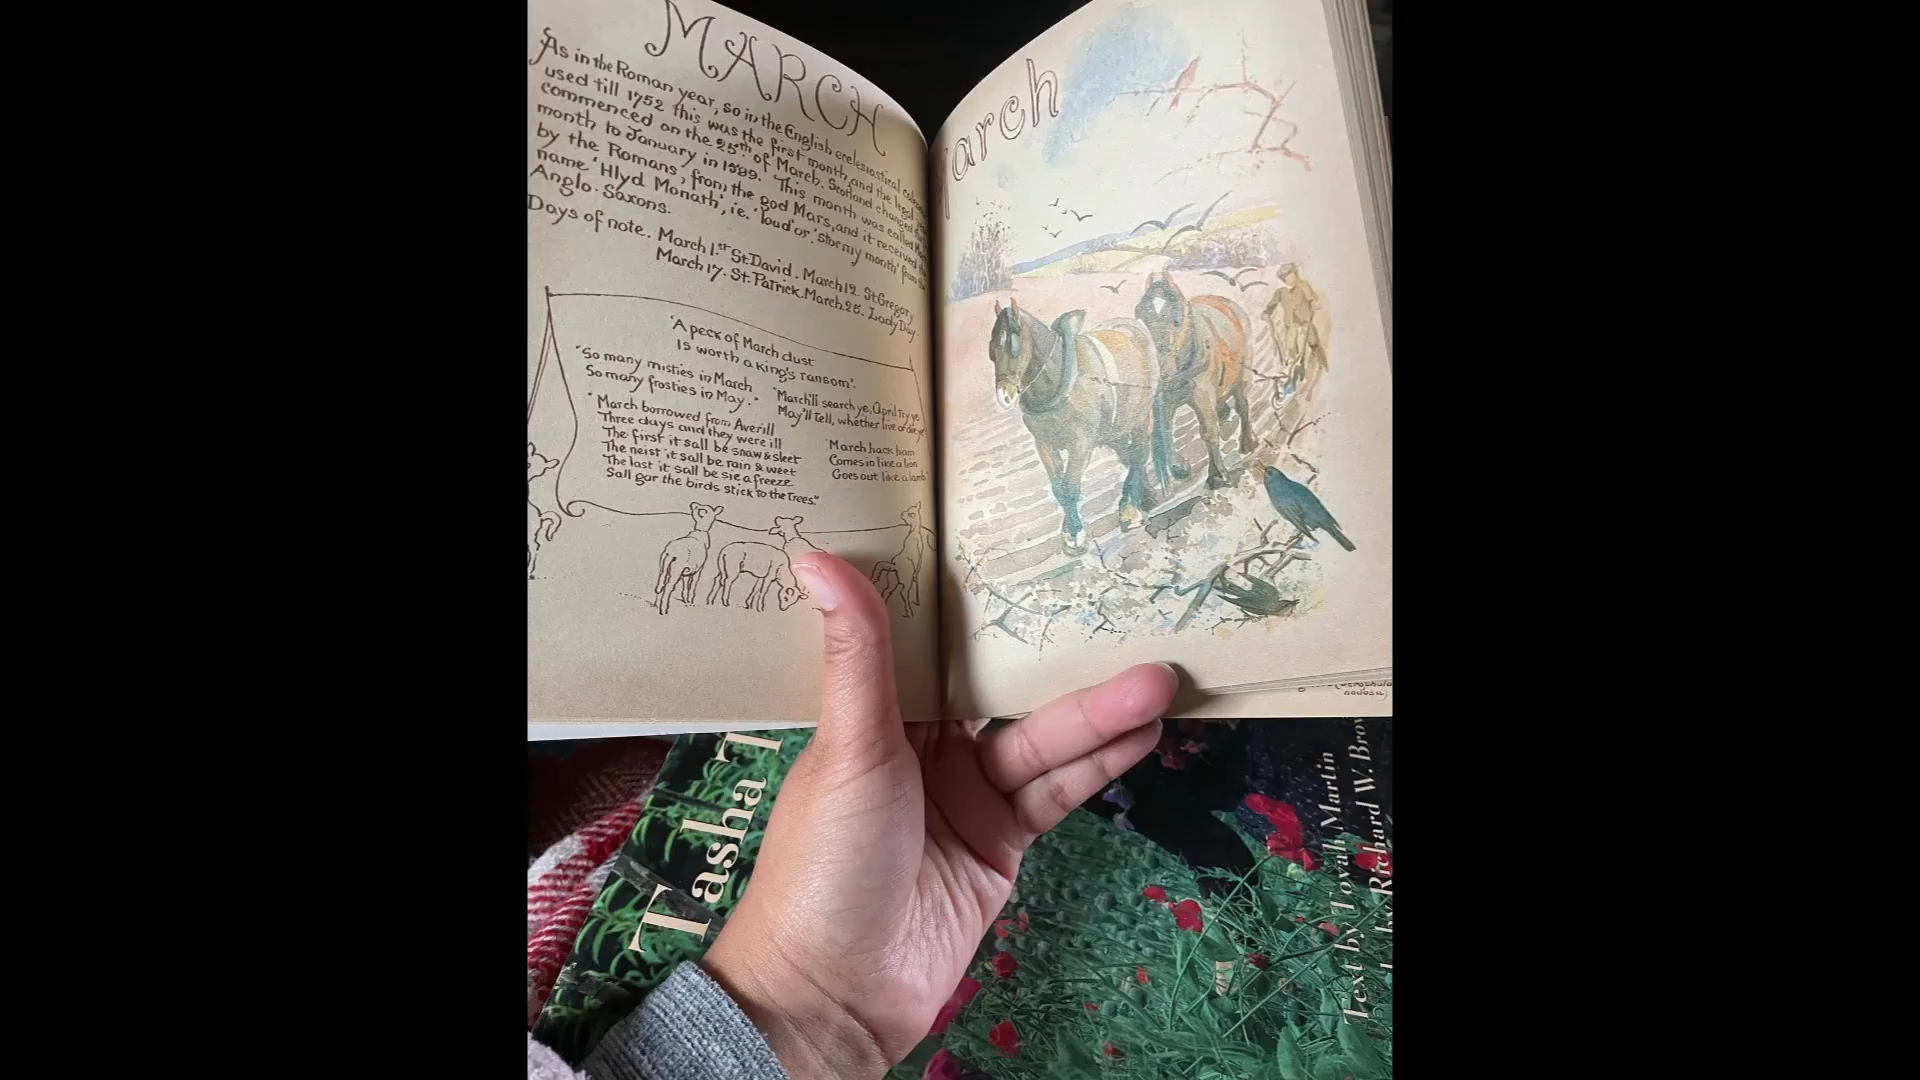 MARCH
As in the Roman year, so in the English ecclesiastical
used till 1752 this was the first month, and the legal
commenced on the 25th of March. Scotland changed
month to January in 1599. This month was called
by the Romans, from the god Mars, and it received
name 'Hlyd Monath', ie. 'loud' or 'stormy month' from
Anglo-Saxons.
Days of note. March 1st St. David. March 12. St. Gregory
March 17. St. Patrick. March 25. Lady Day.
'A peck of March dust
Is worth a king's ransom'.
"So many misties in March
So many frosties in May."
"March'll search ye, April try ye
May'll tell, whether live or die ye"
"March borrowed from Averill
Three days and they were ill
The first it sall be snaw & sleet
The neist it sall be rain & weet
The last it sall be sic a freeze
Sall gar the birds stick to the trees."
"March hack ham
Comes in like a lion
Goes out like a lamb"
March
nodosa)
Tasha T
Text by Tovah Martin
by Richard W. Brow